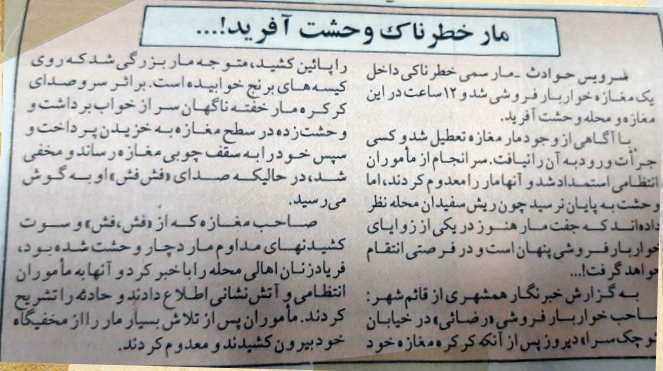 مار خطرناك وحشت آفريد!...
سرویس حوادث ـ مار سمی خطرناکی داخل
یک مغازه خواربار فروشی شد و ۱۲ ساعت در این
مغازه و محله وحشت آفرید.
با آگاهی از وجود مار مغازه تعطیل شد و کسی
جرأت ورود به آن را نیافت. سرانجام از مأموران
انتظامی استمداد شد و آنها مار را معدوم کردند، اما
وحشت به پایان نرسید چون ریش سفیدان محله نظر
داده‌اند که جفت مار هنوز در یکی از زوایای
خواربار فروشی پنهان است و در فرصتی انتقام
خواهد گرفت!...
به گزارش خبرنگار همشهری از قائم شهر:
صاحب خواربار فروشی «رضائی» در خیابان
کوچک سرا» دیروز پس از آنکه کرکره مغازه خود
را پائین کشید، متوجه مار بزرگی شد که روی
کیسه‌های برنج خوابیده است. بر اثر سر و صدای
کرکره مار خفته ناگهان سر از خواب برداشت و
وحشت زده در سطح مغازه به خزیدن پرداخت و
سپس خود را به سقف چوبی مغازه رساند و مخفی
شد، در حالیکه صدای «فش فش» او به گوش
می‌رسید.
صاحب مغازه که از «فش، فش» و سوت
کشیدنهای مداوم مار دچار وحشت شده بود،
فریاد زنان اهالی محله را با خبر کرد و آنها به مأموران
انتظامی و آتش نشانی اطلاع دادند و حادثه را تشریح
کردند. مأموران پس از تلاش بسیار مار را از مخفیگاه
خود بیرون کشیدند و معدوم کردند.